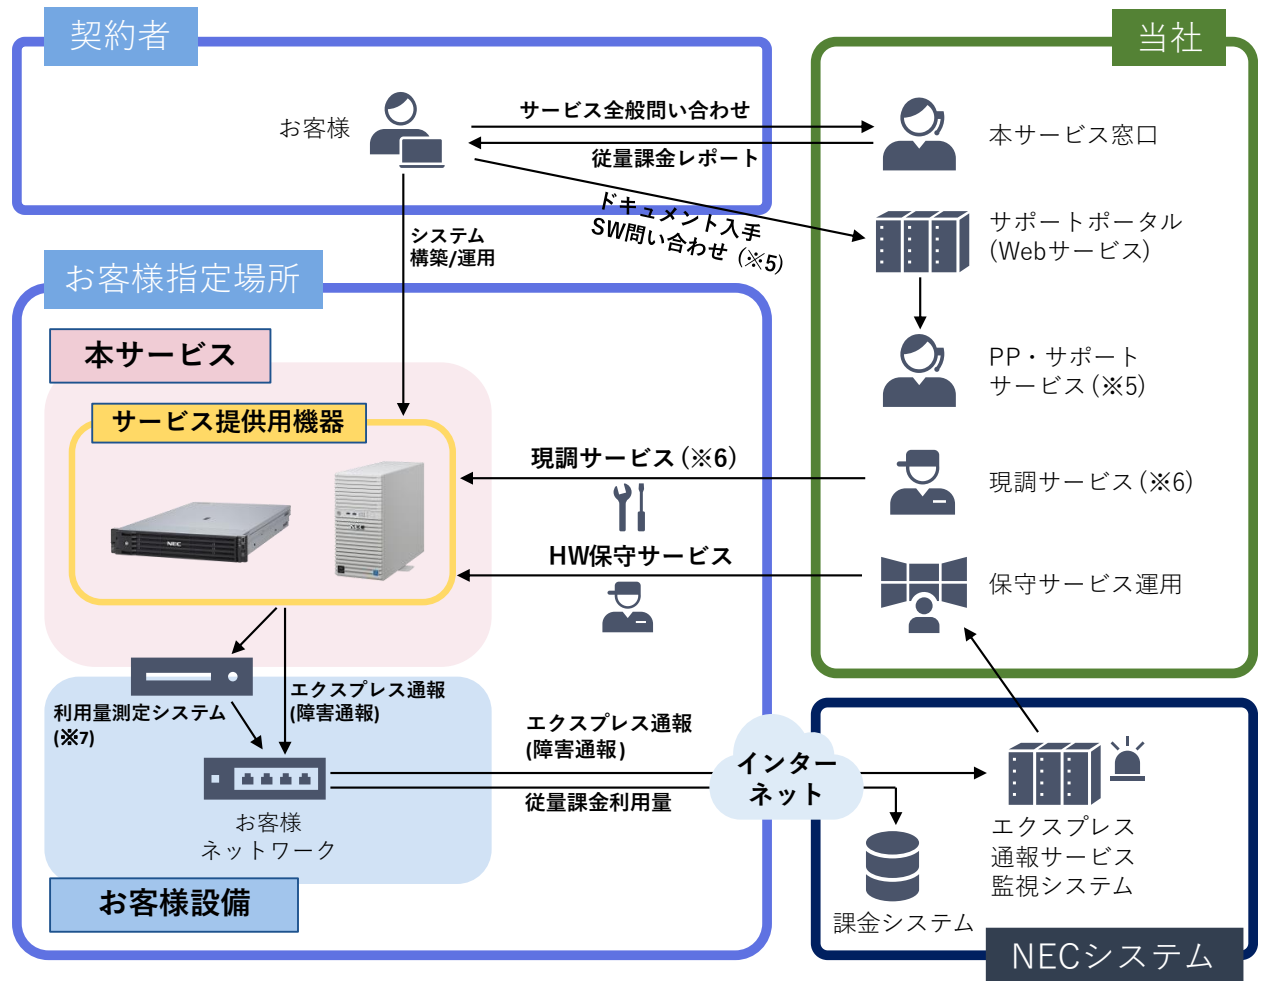 契約者
当社
お客様
サービス全般問い合わせ
従量課金レポート
本サービス窓口
ドキュメント入手
SW問い合わせ (※5)
サポートポータル
(Webサービス)
システム
構築/運用
お客様指定場所
本サービス
サービス提供用機器
PP・サポート
サービス (※5)
現調サービス (※6)
現調サービス (※6)
NEC
HW保守サービス
保守サービス運用
エクスプレス通報
(障害通報)
利用量測定システム
(※7)
エクスプレス通報
(障害通報)
インター
ネット
従量課金利用量
お客様
ネットワーク
エクスプレス
通報サービス
監視システム
お客様設備
課金システム
NECシステム